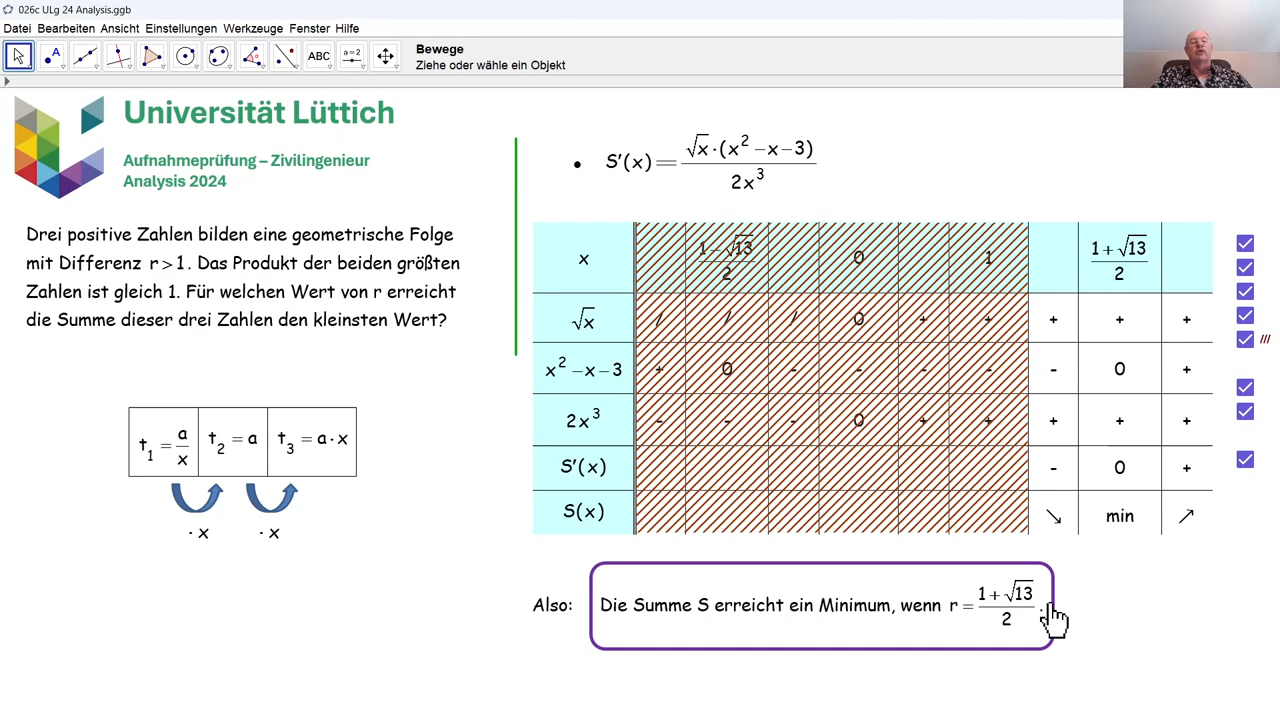 026c ULg 24 Analysis.ggb
Datei Bearbeiten Ansicht Einstellungen Werkzeuge Fenster Hilfe
A ABC a=2
Bewege
Ziehe oder wähle ein Objekt
Universität Lüttich
Aufnahmeprüfung – Zivilingenieur
Analysis 2024
Drei positive Zahlen bilden eine geometrische Folge
mit Differenz r > 1. Das Produkt der beiden größten
Zahlen ist gleich 1. Für welchen Wert von r erreicht
die Summe dieser drei Zahlen den kleinsten Wert?
t₁ = a/x t₂ = a t₃ = a · x
· x · x
• S′(x) = √x · (x² − x − 3) / 2x³
x (1 − √13)/2 0 1 (1 + √13)/2
√x / / / 0 + + + + +
x² − x − 3 + 0 - - - - - 0 +
2x³ - - - 0 + + + + +
S′(x) - 0 +
S(x) ↘ min ↗
Also: Die Summe S erreicht ein Minimum, wenn r = (1 + √13)/2 .
///